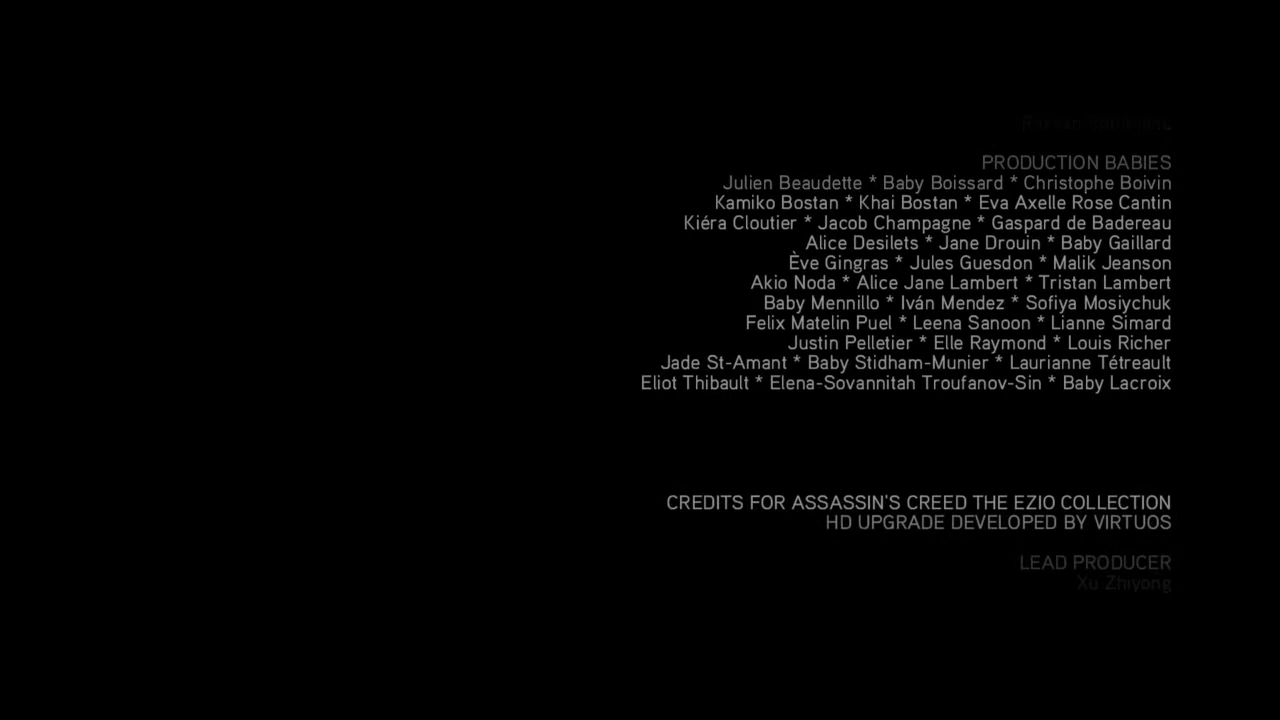 PRODUCTION BABIES
Julien Beaudette * Baby Boissard * Christophe Boivin
Kamiko Bostan * Khai Bostan * Eva Axelle Rose Cantin
Kiéra Cloutier * Jacob Champagne * Gaspard de Badereau
Alice Desilets * Jane Drouin * Baby Gaillard
Ève Gingras * Jules Guesdon * Malik Jeanson
Akio Noda * Alice Jane Lambert * Tristan Lambert
Baby Mennillo * Iván Mendez * Sofiya Mosiychuk
Felix Matelin Puel * Leena Sanoon * Lianne Simard
Justin Pelletier * Elle Raymond * Louis Richer
Jade St-Amant * Baby Stidham-Munier * Laurianne Tétreault
Eliot Thibault * Elena-Sovannitah Troufanov-Sin * Baby Lacroix
CREDITS FOR ASSASSIN'S CREED THE EZIO COLLECTION
HD UPGRADE DEVELOPED BY VIRTUOS
LEAD PRODUCER
Xu Zhiyong